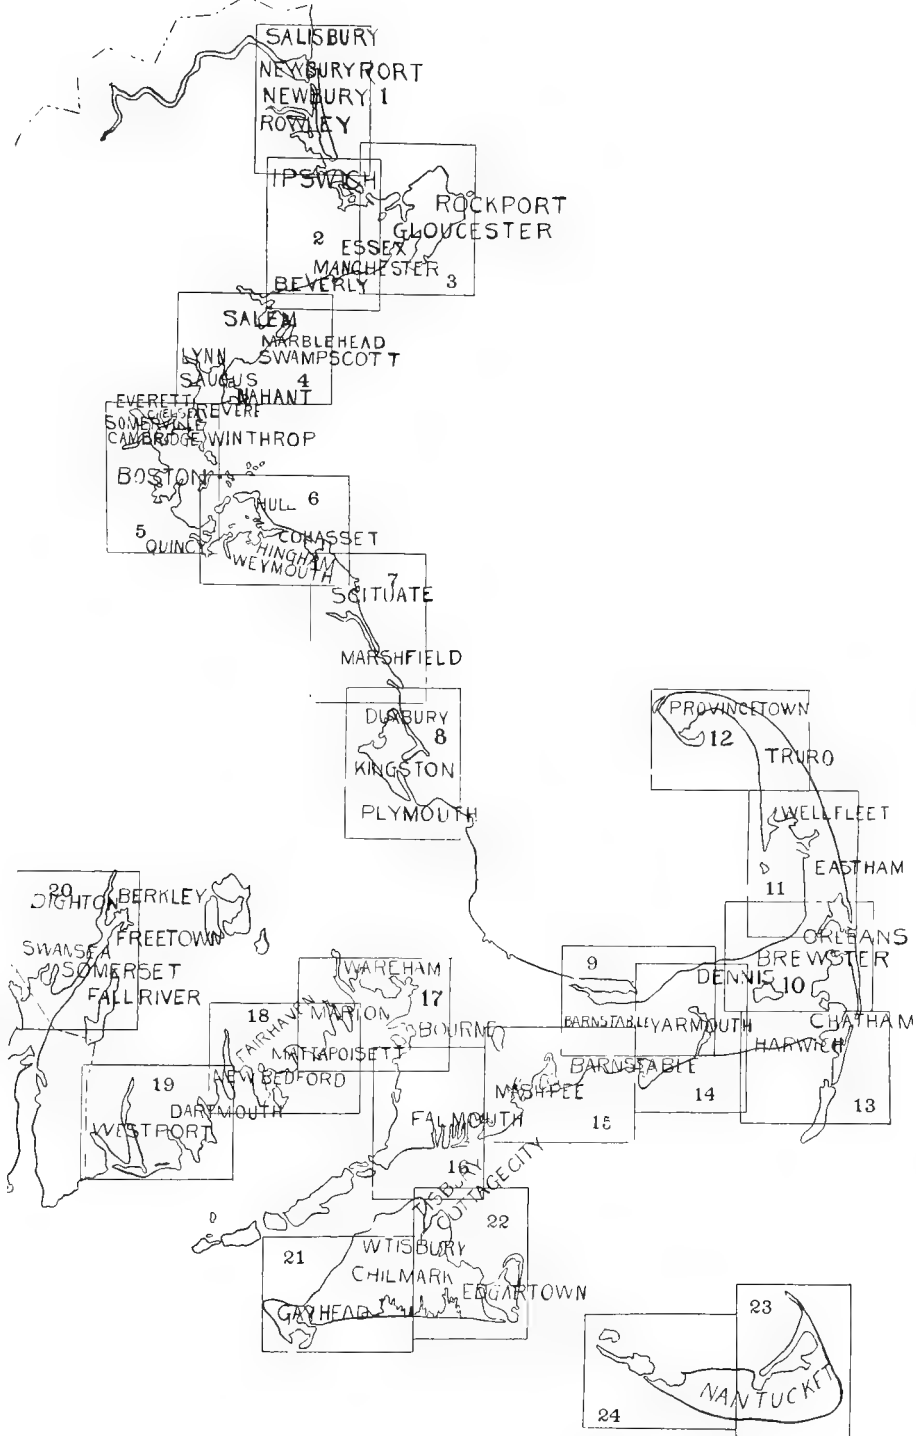 SALISBURY
NEWBURYPORT
NEWBURY 1
ROWLEY
IPSWICH
ROCKPORT
GLOUCESTER
2
ESSEX
MANCHESTER
3
BEVERLY
SALEM
MARBLEHEAD
LYNN SWAMPSCOTT
SAUGUS 4
NAHANT
EVERETT
CHELSEA REVERE
SOMERVILLE
CAMBRIDGE WINTHROP
BOSTON
6
HULL
5
COHASSET
QUINCY
HINGHAM
WEYMOUTH
7
SCITUATE
MARSHFIELD
DUXBURY
8
KINGSTON
PLYMOUTH
PROVINCETOWN
12
TRURO
WELLFLEET
EASTHAM
11
ORLEANS
BREWSTER
9
DENNIS 10
BARNSTABLE YARMOUTH
CHATHAM
HARWICH
BARNSTABLE
14
13
MASHPEE
15
20
DIGHTON BERKLEY
FREETOWN
SWANSEA
SOMERSET
FALL RIVER
WAREHAM
17
18
FAIRHAVEN
MARION
BOURNE
MATTAPOISETT
NEW BEDFORD
19
DARTMOUTH
WESTPORT
FALMOUTH
16
TISBURY
COTTAGE CITY
22
21
WTISBURY
CHILMARK
EDGARTOWN
GAYHEAD
23
NANTUCKET
24